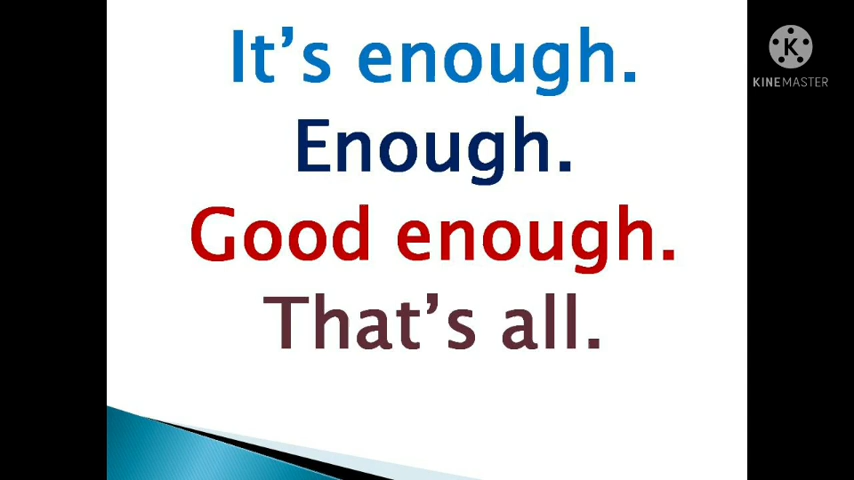 It's enough.
Enough.
Good enough.
That's all.
K
KINEMASTER